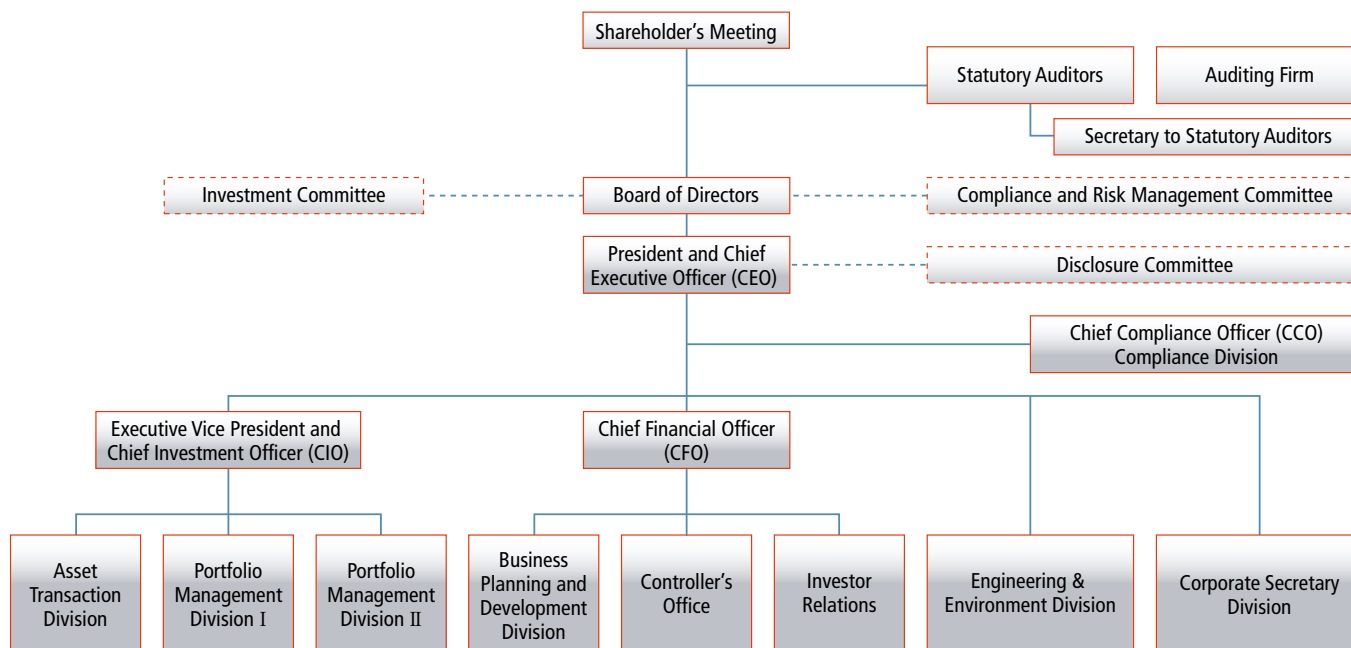 Shareholder's Meeting
Statutory Auditors
Auditing Firm
Secretary to Statutory Auditors
Investment Committee
Board of Directors
Compliance and Risk Management Committee
President and Chief
Executive Officer (CEO)
Disclosure Committee
Chief Compliance Officer (CCO)
Compliance Division
Executive Vice President and
Chief Investment Officer (CIO)
Chief Financial Officer
(CFO)
Asset
Transaction
Division
Portfolio
Management
Division Ⅰ
Portfolio
Management
Division Ⅱ
Business
Planning and
Development
Division
Controller's
Office
Investor
Relations
Engineering &
Environment Division
Corporate Secretary
Division